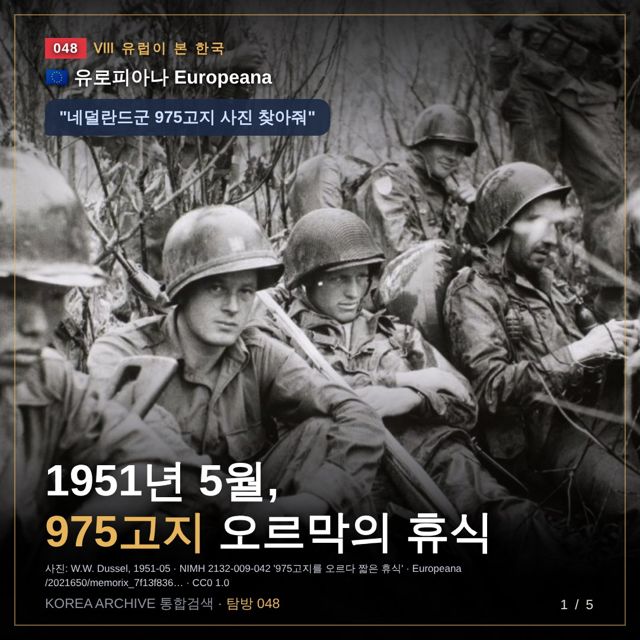 048 VIII 유럽이 본 한국
유로피아나 Europeana
"네덜란드군 975고지 사진 찾아줘"
1951년 5월,
975고지 오르막의 휴식
사진: W.W. Dussel, 1951-05 · NIMH 2132-009-042 '975고지를 오르다 짧은 휴식' · Europeana
/2021650/memorix_7f13f836… · CC0 1.0
KOREA ARCHIVE 통합검색 · 탐방 048
1 / 5